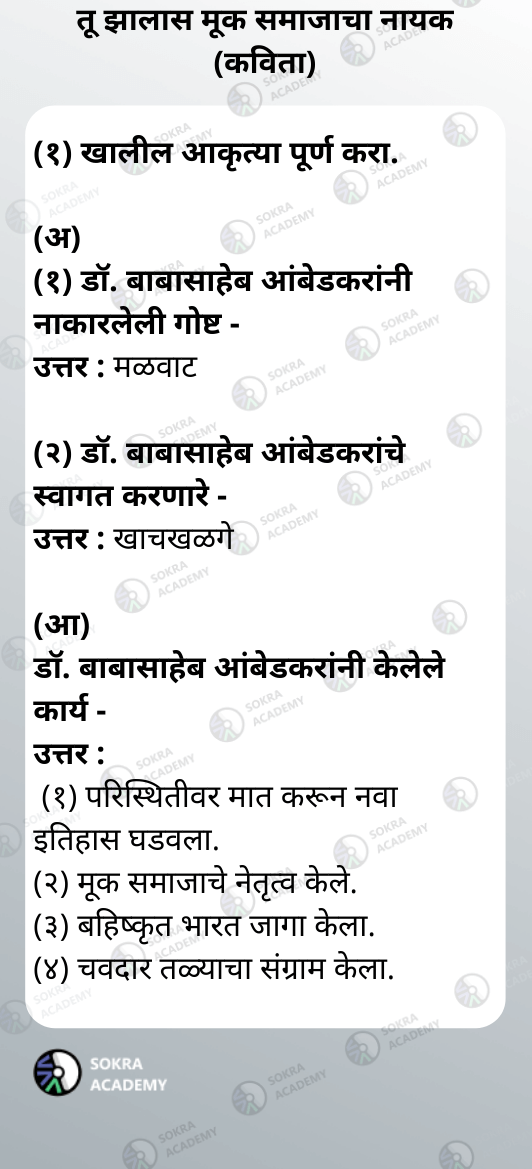 तू झालास मूक समाजाचा नायक
(कविता)
(१) खालील आकृत्या पूर्ण करा.
(अ)
(१) डॉ. बाबासाहेब आंबेडकरांनी
नाकारलेली गोष्ट -
उत्तर : मळवाट
(२) डॉ. बाबासाहेब आंबेडकरांचे
स्वागत करणारे -
उत्तर : खाचखळगे
(आ)
डॉ. बाबासाहेब आंबेडकरांनी केलेले
कार्य -
उत्तर :
(१) परिस्थितीवर मात करून नवा
इतिहास घडवला.
(२) मूक समाजाचे नेतृत्व केले.
(३) बहिष्कृत भारत जागा केला.
(४) चवदार तळ्याचा संग्राम केला.
SOKRA
ACADEMY